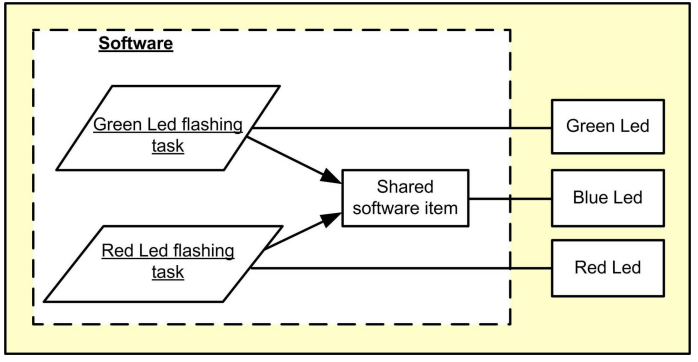 Software
Green Led flashing
task
Green Led
Shared
software item
Blue Led
Red Led flashing
task
Red Led